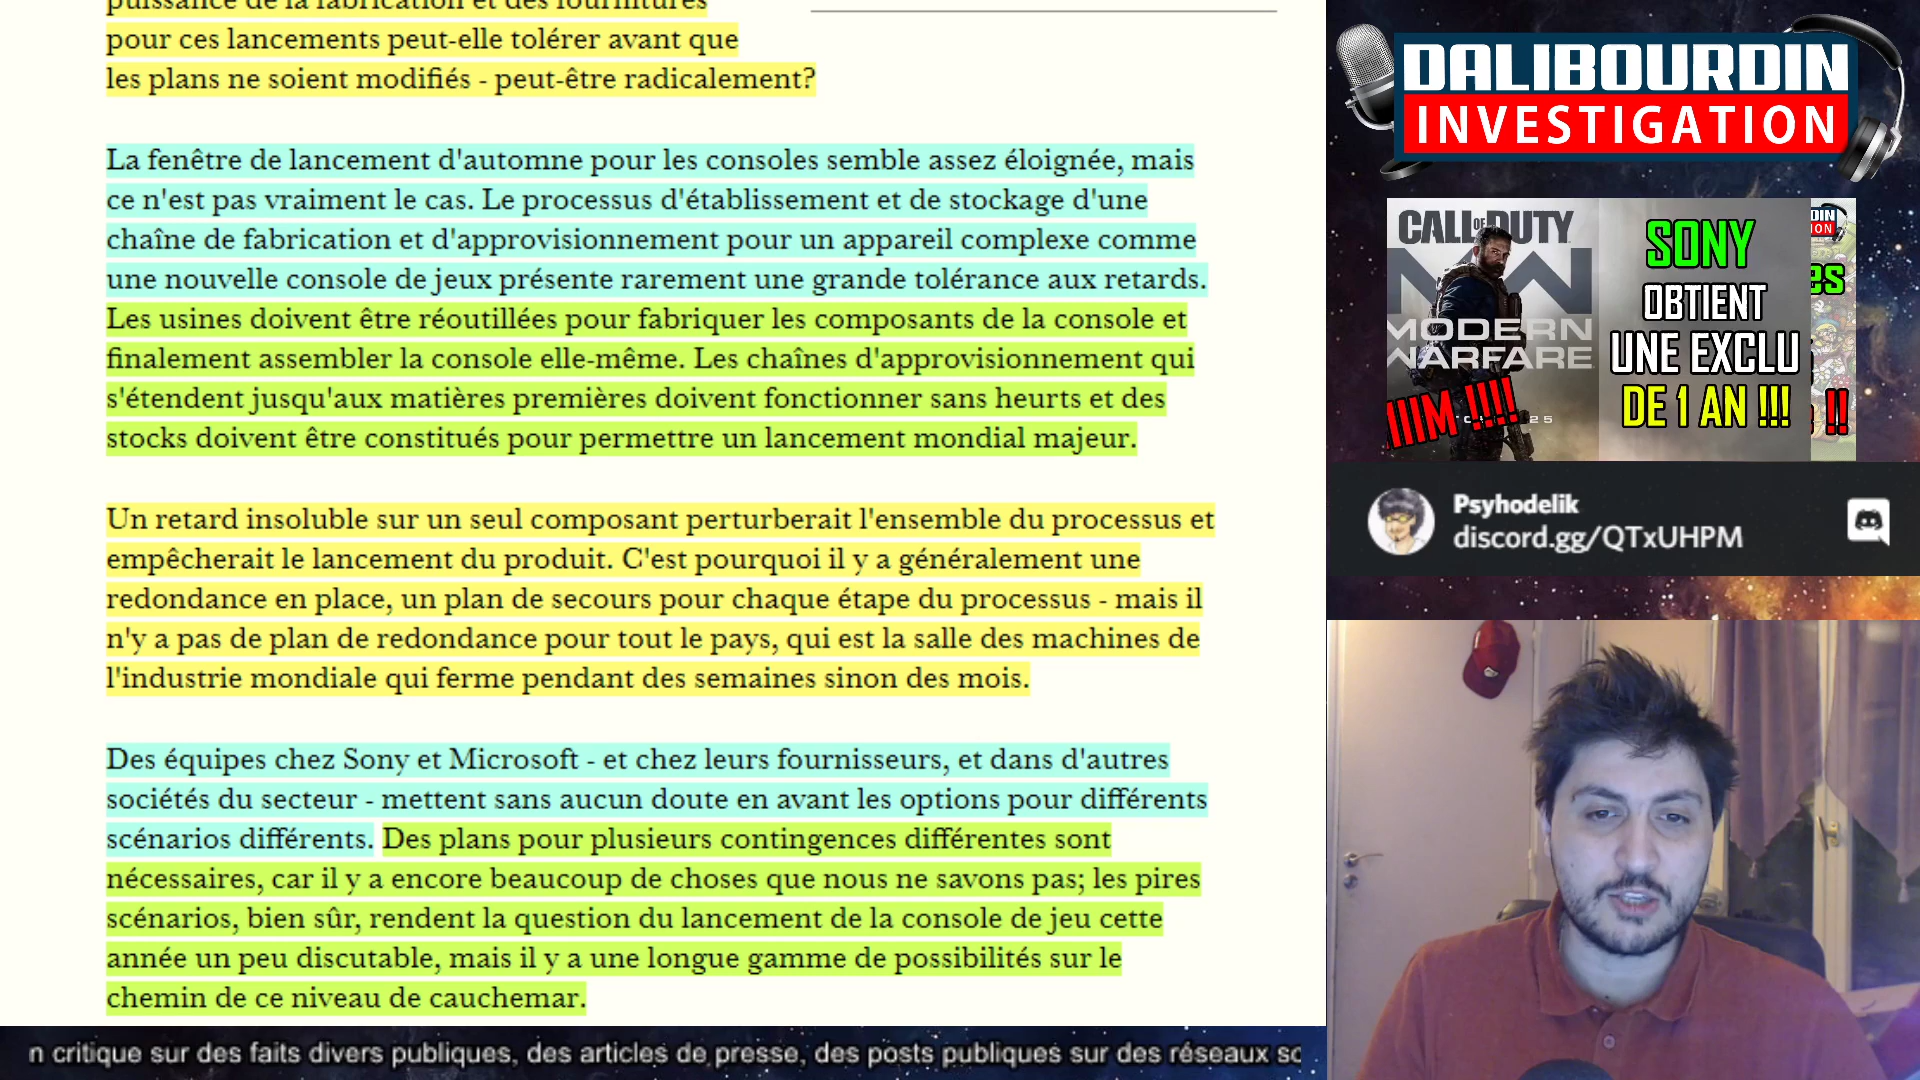 puissance de la fabrication et des fournitures
pour ces lancements peut-elle tolérer avant que
les plans ne soient modifiés - peut-être radicalement?
La fenêtre de lancement d'automne pour les consoles semble assez éloignée, mais
ce n'est pas vraiment le cas. Le processus d'établissement et de stockage d'une
chaîne de fabrication et d'approvisionnement pour un appareil complexe comme
une nouvelle console de jeux présente rarement une grande tolérance aux retards.
Les usines doivent être réoutillées pour fabriquer les composants de la console et
finalement assembler la console elle-même. Les chaînes d'approvisionnement qui
s'étendent jusqu'aux matières premières doivent fonctionner sans heurts et des
stocks doivent être constitués pour permettre un lancement mondial majeur.
Un retard insoluble sur un seul composant perturberait l'ensemble du processus et
empêcherait le lancement du produit. C'est pourquoi il y a généralement une
redondance en place, un plan de secours pour chaque étape du processus - mais il
n'y a pas de plan de redondance pour tout le pays, qui est la salle des machines de
l'industrie mondiale qui ferme pendant des semaines sinon des mois.
Des équipes chez Sony et Microsoft - et chez leurs fournisseurs, et dans d'autres
sociétés du secteur - mettent sans aucun doute en avant les options pour différents
scénarios différents. Des plans pour plusieurs contingences différentes sont
nécessaires, car il y a encore beaucoup de choses que nous ne savons pas; les pires
scénarios, bien sûr, rendent la question du lancement de la console de jeu cette
année un peu discutable, mais il y a une longue gamme de possibilités sur le
chemin de ce niveau de cauchemar.
n critique sur des faits divers publiques, des articles de presse, des posts publiques sur des réseaux so
DALIBOURDIN
INVESTIGATION
CALL OF DUTY
MW
MODERN
WARFARE
IIIM !!!!
SONY
OBTIENT
UNE EXCLU
DE 1 AN !!!
DIN
ION
es
!!
Psyhodelik
discord.gg/QTxUHPM